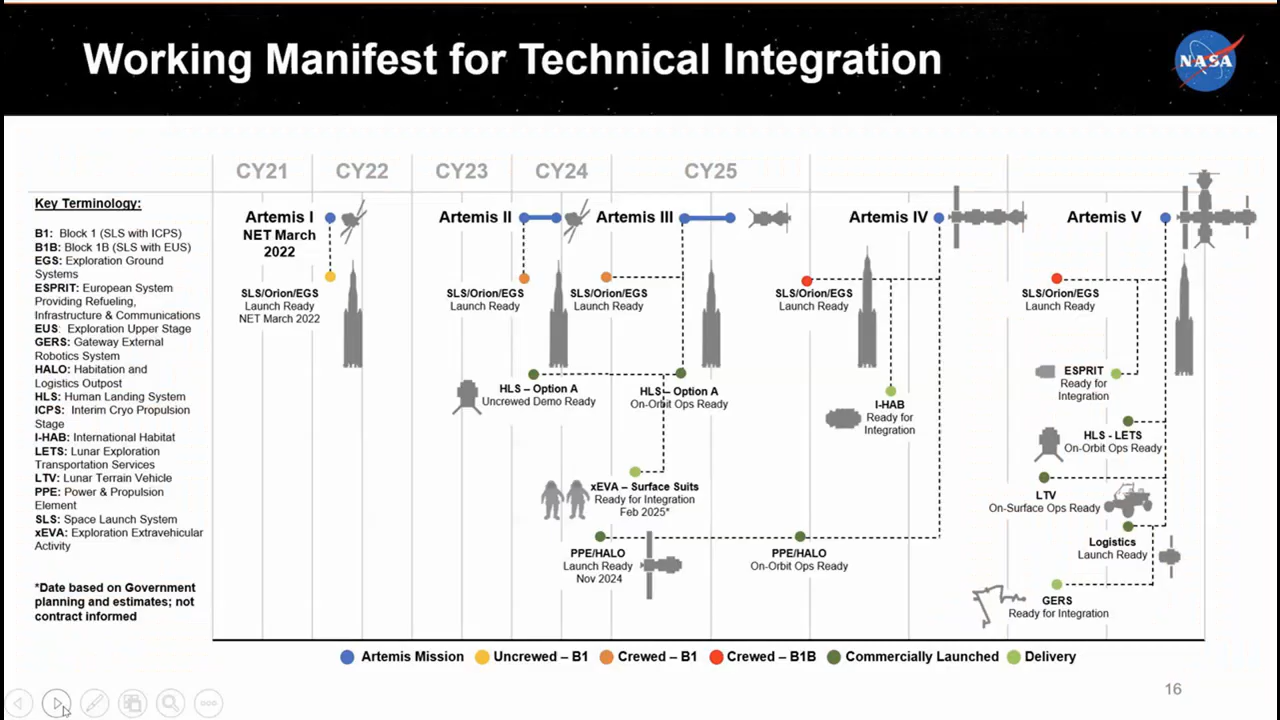 Working Manifest for Technical Integration
NASA
CY21
CY22
CY23
CY24
CY25
Key Terminology:
B1: Block 1 (SLS with ICPS)
B1B: Block 1B (SLS with EUS)
EGS: Exploration Ground
Systems
ESPRIT: European System
Providing Refueling,
Infrastructure & Communications
EUS: Exploration Upper Stage
GERS: Gateway External
Robotics System
HALO: Habitation and
Logistics Outpost
HLS: Human Landing System
ICPS: Interim Cryo Propulsion
Stage
I-HAB: International Habitat
LETS: Lunar Exploration
Transportation Services
LTV: Lunar Terrain Vehicle
PPE: Power & Propulsion
Element
SLS: Space Launch System
xEVA: Exploration Extravehicular
Activity
*Date based on Government
planning and estimates; not
contract informed
Artemis I
NET March
2022
SLS/Orion/EGS
Launch Ready
NET March 2022
Artemis II
SLS/Orion/EGS
Launch Ready
Artemis III
SLS/Orion/EGS
Launch Ready
HLS – Option A
Uncrewed Demo Ready
HLS – Option A
On-Orbit Ops Ready
xEVA – Surface Suits
Ready for Integration
Feb 2025*
PPE/HALO
Launch Ready
Nov 2024
PPE/HALO
On-Orbit Ops Ready
Artemis IV
SLS/Orion/EGS
Launch Ready
I-HAB
Ready for
Integration
Artemis V
SLS/Orion/EGS
Launch Ready
ESPRIT
Ready for
Integration
HLS - LETS
On-Orbit Ops Ready
LTV
On-Surface Ops Ready
Logistics
Launch Ready
GERS
Ready for Integration
Artemis Mission
Uncrewed – B1
Crewed – B1
Crewed – B1B
Commercially Launched
Delivery
16